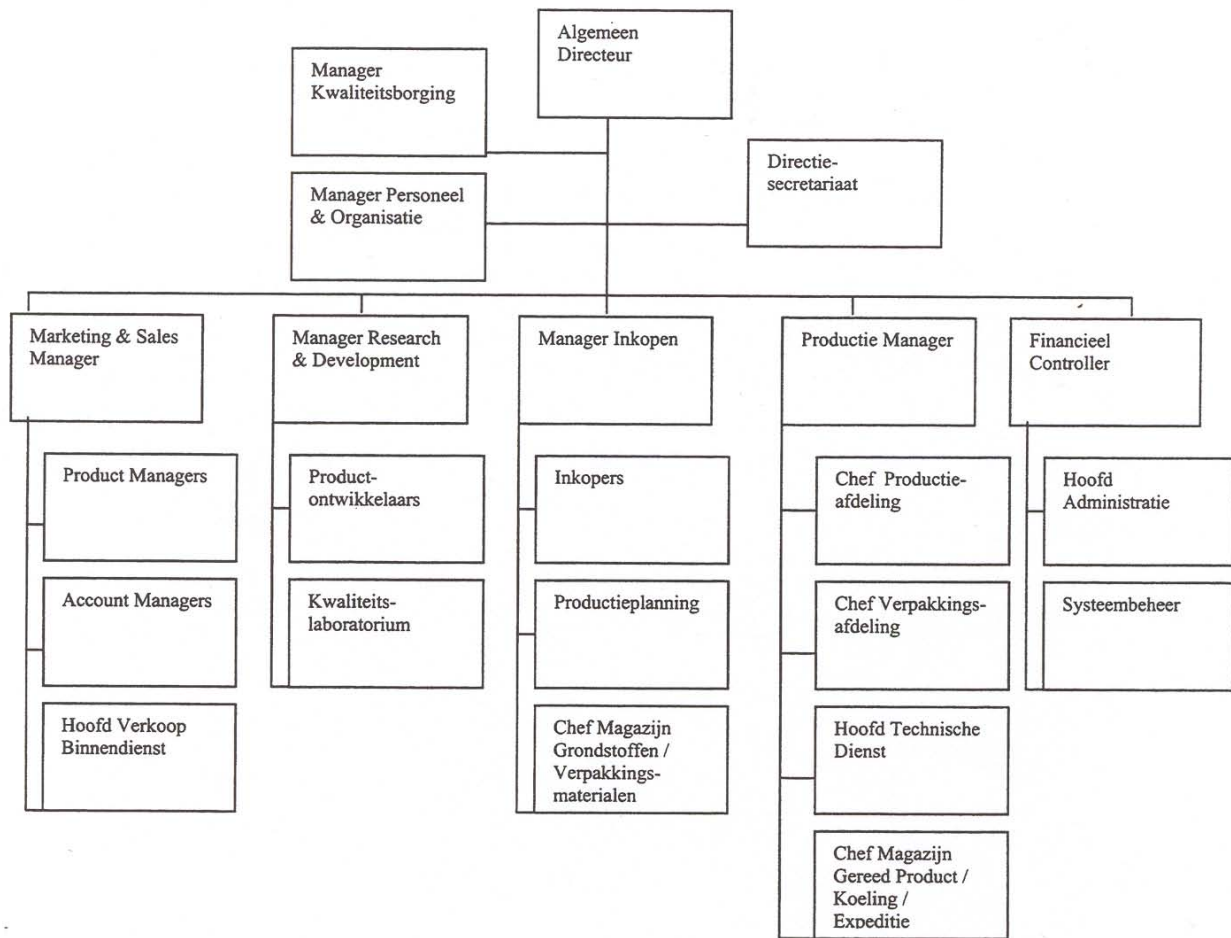 Algemeen
Directeur
Manager
Kwaliteitsborging
Directie-
secretariaat
Manager Personeel
& Organisatie
Marketing & Sales
Manager
Manager Research
& Development
Manager Inkopen
Productie Manager
Financieel
Controller
Product Managers
Account Managers
Hoofd Verkoop
Binnendienst
Product-
ontwikkelaars
Kwaliteits-
laboratorium
Inkopers
Productieplanning
Chef Magazijn
Grondstoffen /
Verpakkings-
materialen
Chef Productie-
afdeling
Chef Verpakkings-
afdeling
Hoofd Technische
Dienst
Chef Magazijn
Gereed Product /
Koeling /
Expeditie
Hoofd
Administratie
Systeembeheer